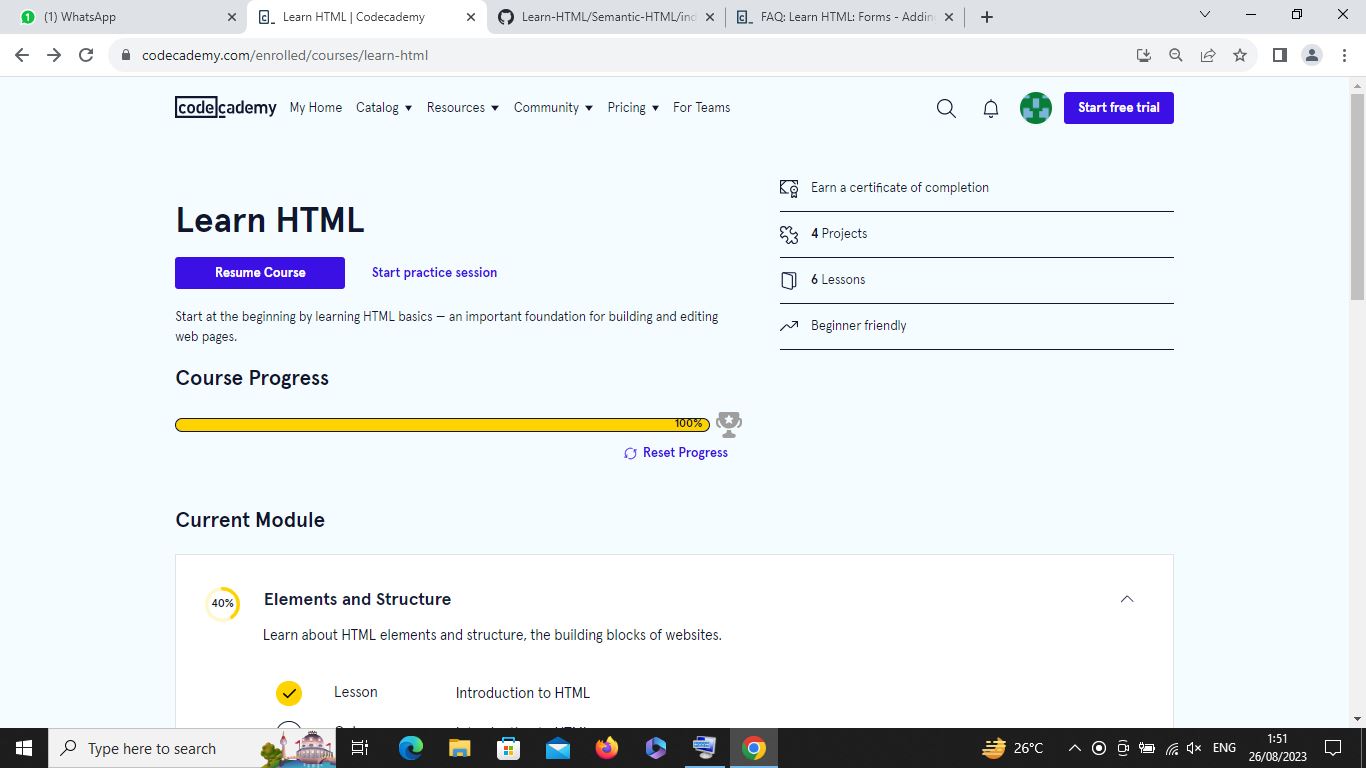 (1) WhatsApp
Learn HTML | Codecademy
Learn-HTML/Semantic-HTML/ind
FAQ: Learn HTML: Forms - Addin
codecademy.com/enrolled/courses/learn-html
codecademy My Home Catalog Resources Community Pricing For Teams Start free trial
Earn a certificate of completion
4 Projects
6 Lessons
Beginner friendly
Learn HTML
Resume Course Start practice session
Start at the beginning by learning HTML basics — an important foundation for building and editing
web pages.
Course Progress
100%
Reset Progress
Current Module
40% Elements and Structure
Learn about HTML elements and structure, the building blocks of websites.
Lesson Introduction to HTML
Type here to search
26°C
ENG
1:51
26/08/2023